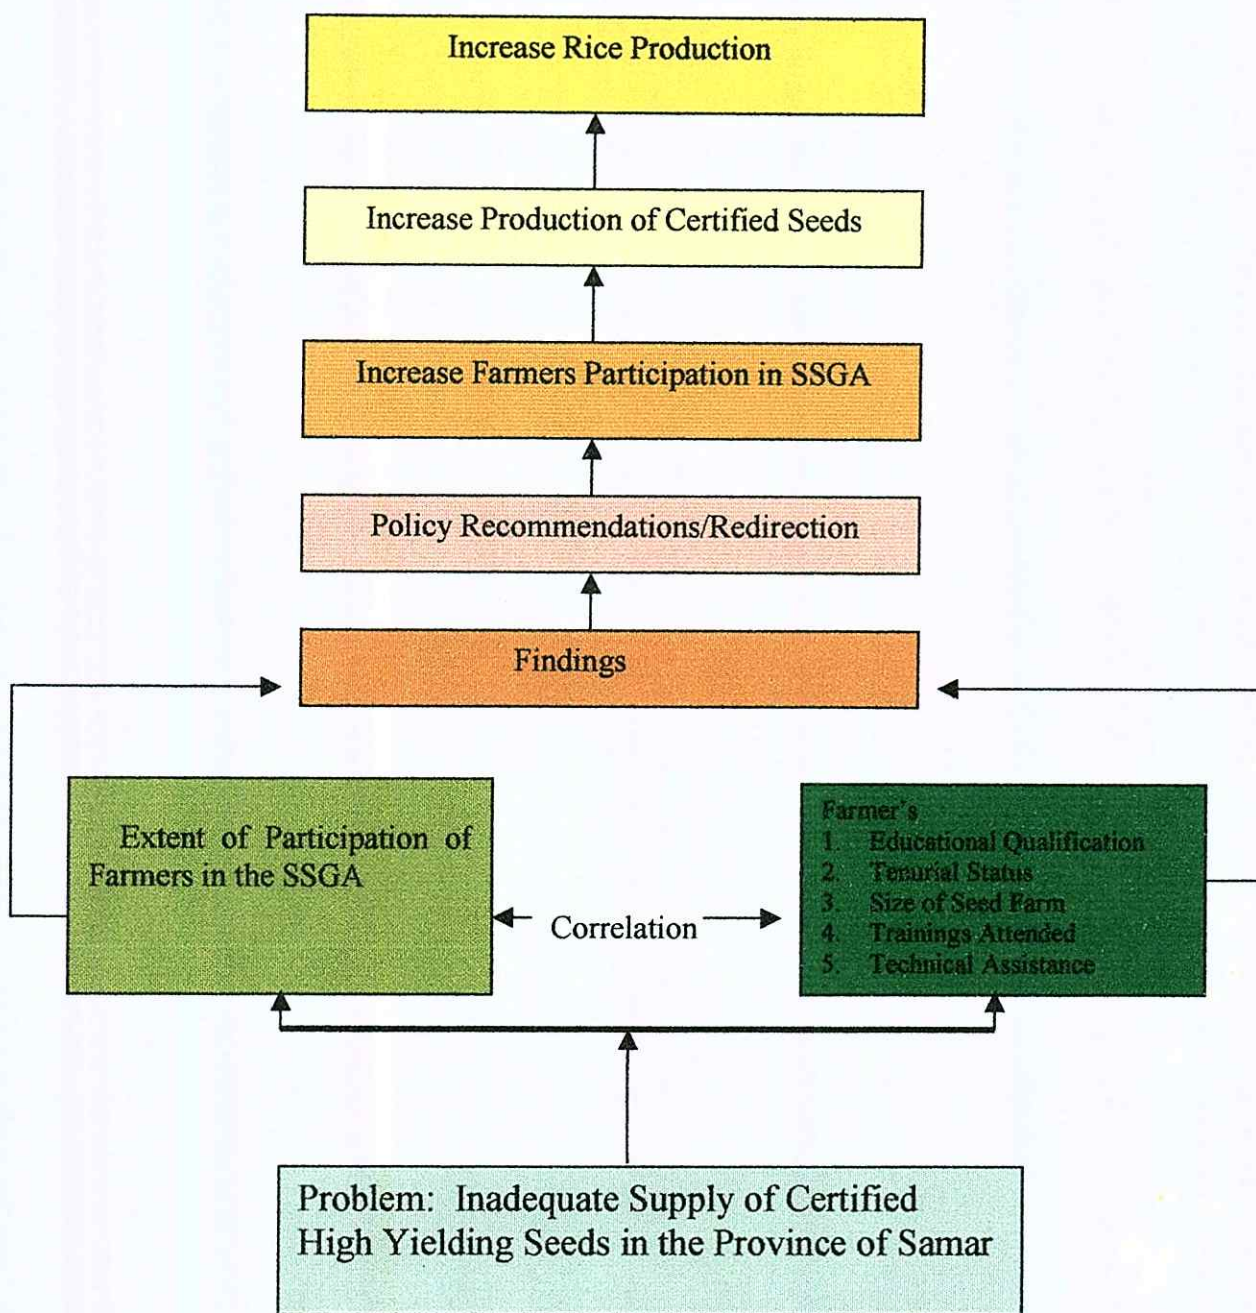 Increase Rice Production
Increase Production of Certified Seeds
Increase Farmers Participation in SSGA
Policy Recommendations/Redirection
Findings
Extent of Participation of
Farmers in the SSGA
Correlation
Farmer's
1. Educational Qualification
2. Tenurial Status
3. Size of Seed Farm
4. Trainings Attended
5. Technical Assistance
Problem: Inadequate Supply of Certified
High Yielding Seeds in the Province of Samar